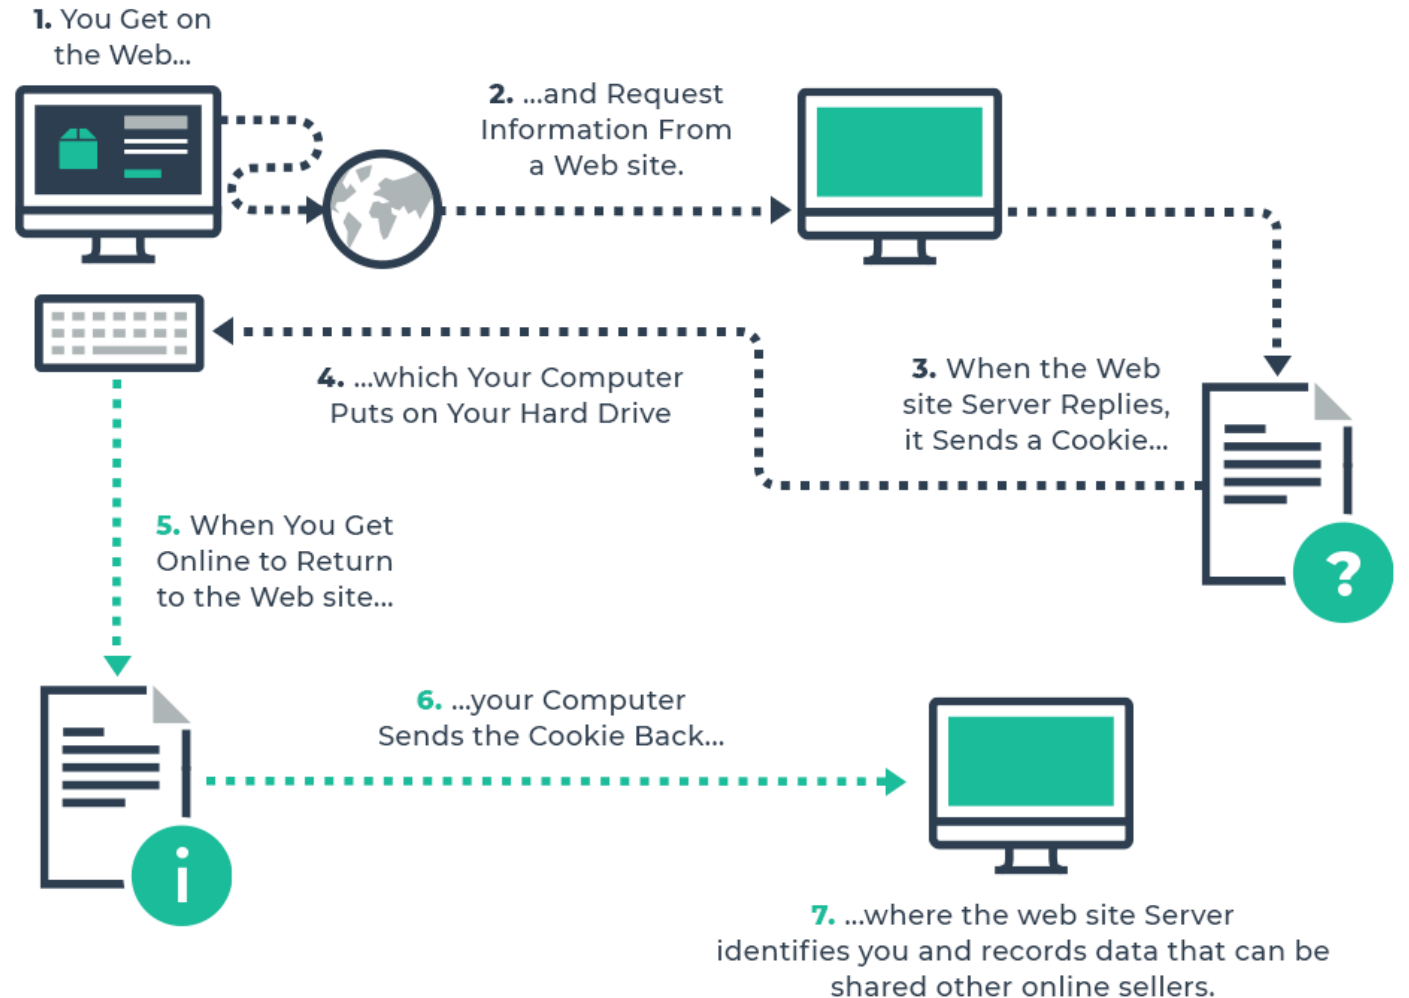 1. You Get on
the Web...
2. ...and Request
Information From
a Web site.
3. When the Web
site Server Replies,
it Sends a Cookie...
4. ...which Your Computer
Puts on Your Hard Drive
5. When You Get
Online to Return
to the Web site...
6. ...your Computer
Sends the Cookie Back...
7. ...where the web site Server
identifies you and records data that can be
shared other online sellers.
?
i